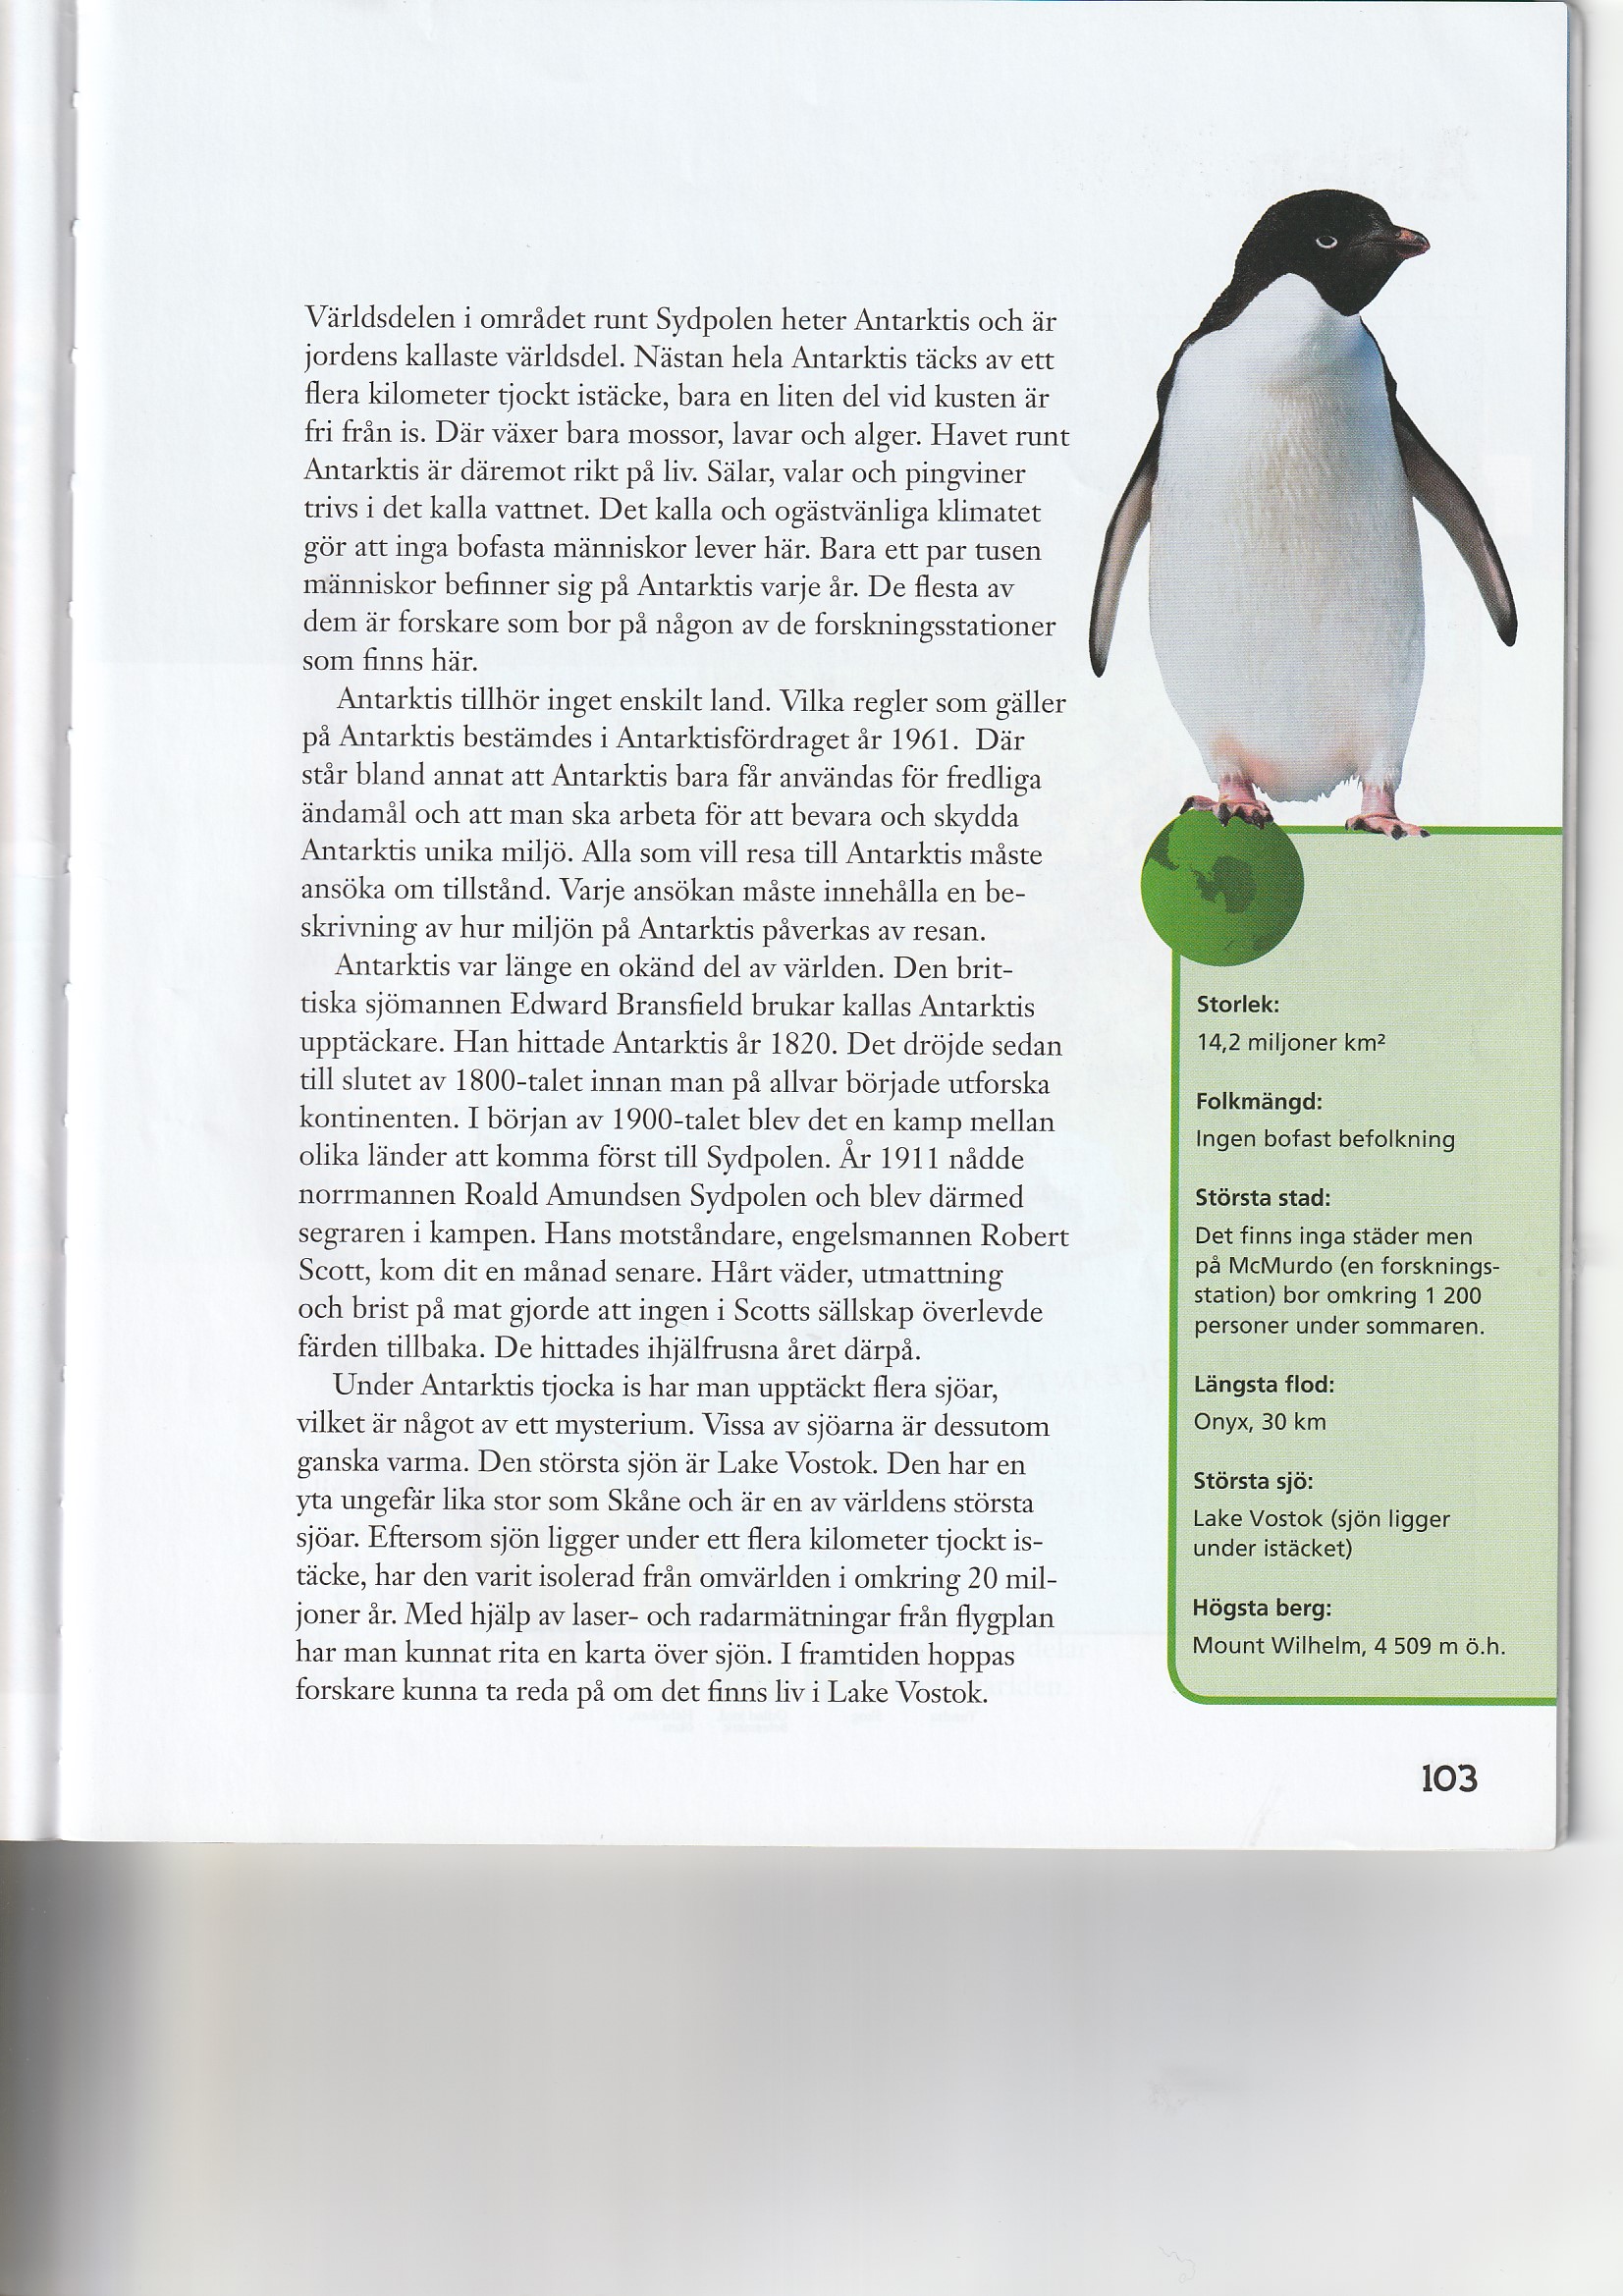 Världsdelen i området runt Sydpolen heter Antarktis och är
jordens kallaste världsdel. Nästan hela Antarktis täcks av ett
flera kilometer tjockt istäcke, bara en liten del vid kusten är
fri från is. Där växer bara mossor, lavar och alger. Havet runt
Antarktis är däremot rikt på liv. Sälar, valar och pingviner
trivs i det kalla vattnet. Det kalla och ogästvänliga klimatet
gör att inga bofasta människor lever här. Bara ett par tusen
människor befinner sig på Antarktis varje år. De flesta av
dem är forskare som bor på någon av de forskningsstationer
som finns här.
Antarktis tillhör inget enskilt land. Vilka regler som gäller
på Antarktis bestämdes i Antarktisfördraget år 1961. Där
står bland annat att Antarktis bara får användas för fredliga
ändamål och att man ska arbeta för att bevara och skydda
Antarktis unika miljö. Alla som vill resa till Antarktis måste
ansöka om tillstånd. Varje ansökan måste innehålla en be-
skrivning av hur miljön på Antarktis påverkas av resan.
Antarktis var länge en okänd del av världen. Den brit-
tiska sjömannen Edward Bransfield brukar kallas Antarktis
upptäckare. Han hittade Antarktis år 1820. Det dröjde sedan
till slutet av 1800-talet innan man på allvar började utforska
kontinenten. I början av 1900-talet blev det en kamp mellan
olika länder att komma först till Sydpolen. År 1911 nådde
norrmannen Roald Amundsen Sydpolen och blev därmed
segraren i kampen. Hans motståndare, engelsmannen Robert
Scott, kom dit en månad senare. Hårt väder, utmattning
och brist på mat gjorde att ingen i Scotts sällskap överlevde
färden tillbaka. De hittades ihjälfrusna året därpå.
Under Antarktis tjocka is har man upptäckt flera sjöar,
vilket är något av ett mysterium. Vissa av sjöarna är dessutom
ganska varma. Den största sjön är Lake Vostok. Den har en
yta ungefär lika stor som Skåne och är en av världens största
sjöar. Eftersom sjön ligger under ett flera kilometer tjockt is-
täcke, har den varit isolerad från omvärlden i omkring 20 mil-
joner år. Med hjälp av laser- och radarmätningar från flygplan
har man kunnat rita en karta över sjön. I framtiden hoppas
forskare kunna ta reda på om det finns liv i Lake Vostok.
Storlek:
14,2 miljoner km²
Folkmängd:
Ingen bofast befolkning
Största stad:
Det finns inga städer men
på McMurdo (en forsknings-
station) bor omkring 1 200
personer under sommaren.
Längsta flod:
Onyx, 30 km
Största sjö:
Lake Vostok (sjön ligger
under istäcket)
Högsta berg:
Mount Wilhelm, 4 509 m ö.h.
103